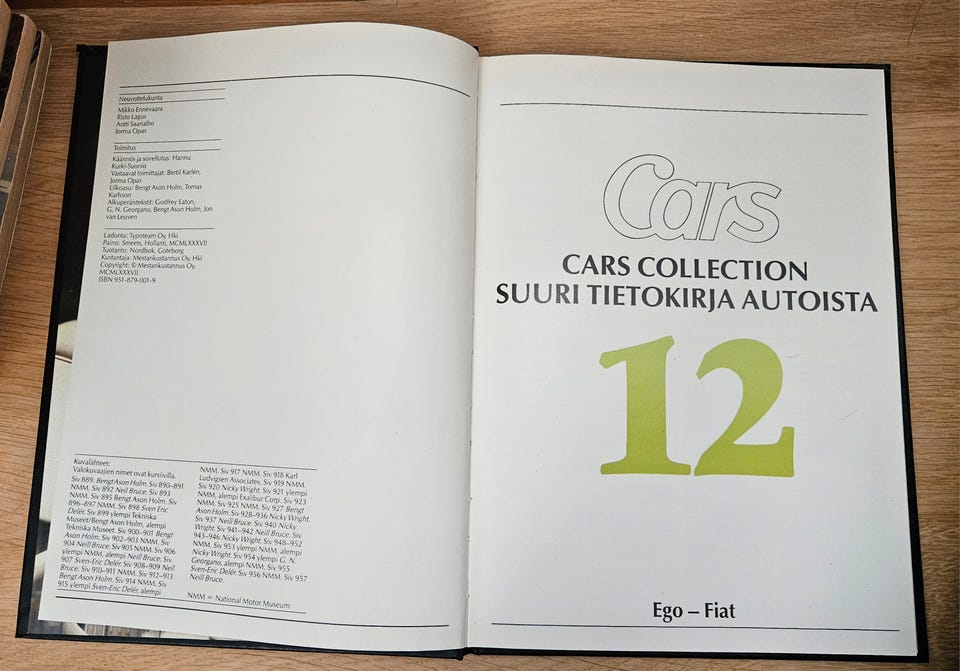 Neuvottelukunta
Mikko Ennevaara
Risto Lagus
Antti Saarialho
Jorma Opas
Toimitus
Käännös ja sovellutus: Hannu
Kurki-Suonio
Vastaavat toimittajat: Bertil Karlén,
Jorma Opas
Ulkoasu: Bengt Ason Holm, Tomas
Karlsson
Alkuperäistekstit: Godfrey Eaton,
G. N. Georgano, Bengt Ason Holm, Jon
van Leuven
Ladonta: Typoteam Oy, Hki
Paino: Smeets, Hollanti, MCMLXXXVII
Tuotanto: Nordbok, Göteborg
Kustantaja: Mestarikustannus Oy, Hki
Copyright: © Mestarikustannus Oy,
MCMLXXXVII
ISBN 951-879-001-9
Kuvalähteet:
Valokuvaajien nimet ovat kursiivilla.
Siv 889. Bengt Ason Holm. Siv 890–891
NMM. Siv 892 Neil Bruce. Siv 893
NMM. Siv 895 Bengt Ason Holm. Siv
896–897 NMM. Siv 898 Sven Eric
Delér. Siv 899 ylempi Tekniska
Museet/Bengt Ason Holm, alempi
Tekniska Museet. Siv 900–901 Bengt
Ason Holm. Siv 902–903 NMM. Siv
904 Neill Bruce. Siv 905 NMM. Siv 906
ylempi NMM, alempi Neill Bruce. Siv
907 Sven-Eric Delér. Siv 908–909 Neil
Bruce. Siv 910–911 NMM. Siv 912–913
Bengt Ason Holm. Siv 914 NMM. Siv
915 ylempi Sven-Eric Delér, alempi
NMM. Siv 917 NMM. Siv 918 Karl
Ludvigsen Associates. Siv 919 NMM.
Siv 920 Nicky Wright. Siv 921 ylempi
NMM, alempi Exalibur Corp. Siv 923
NMM. Siv 925 NMM. Siv 927 Bengt
Ason Holm. Siv 928–936 Nicky Wright.
Siv 937 Neill Bruce. Siv 940 Nicky
Wright. Siv 941–942 Neill Bruce. Siv
943–946 Nicky Wright. Siv 948–952
NMM. Siv 953 ylempi NMM, alempi
Nicky Wright. Siv 954 ylempi G. N.
Georgano, alempi NMM. Siv 955
Sven-Eric Delér. Siv 956 NMM. Siv 957
Neill Bruce.
NMM = National Motor Museum
Cars
CARS COLLECTION
SUURI TIETOKIRJA AUTOISTA
12
Ego – Fiat